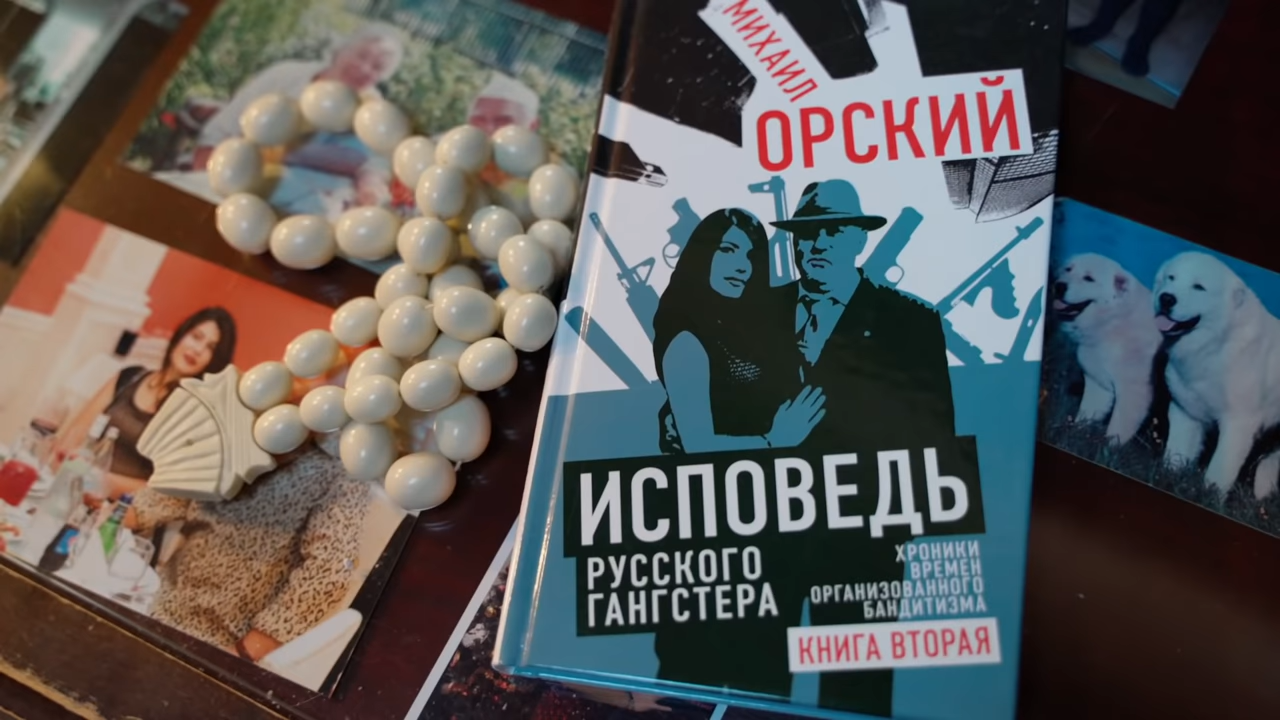 МИХАИЛ
ОРСКИЙ
ИСПОВЕДЬ
РУССКОГО
ГАНГСТЕРА
ХРОНИКИ
ВРЕМЕН
ОРГАНИЗОВАННОГО
БАНДИТИЗМА
КНИГА ВТОРАЯ